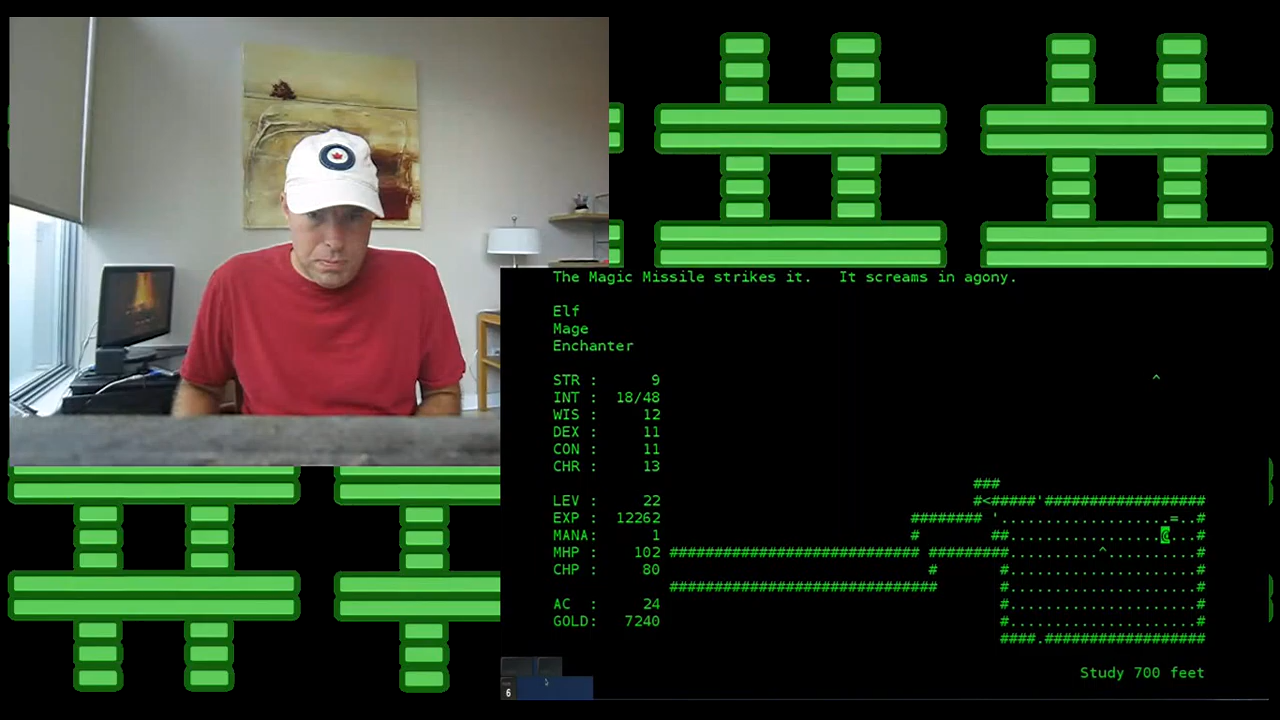 The Magic Missile strikes it.   It screams in agony.
Elf
Mage
Enchanter
STR :       9
INT :   18/48
WIS :      12
DEX :      11
CON :      11
CHR :      13
LEV :      22
EXP :   12262
MANA:       1
MHP :     102
CHP :      80
AC  :      24
GOLD:    7240
Study 700 feet
6